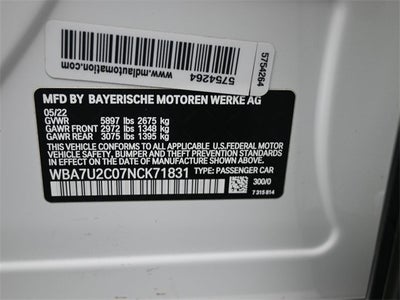 5754264
www.mdlautomation.com
5754264
MFD BY BAYERISCHE MOTOREN WERKE AG
05/22
GVWR 5897 lbs 2675 kg
GAWR FRONT 2972 lbs 1348 kg
GAWR REAR 3075 lbs 1395 kg
THIS VEHICLE CONFORMS TO ALL APPLICABLE U.S.FEDERAL MOTOR
VEHICLE SAFETY, BUMPER, AND THEFT PREVENTION STANDARDS
IN EFFECT ON THE DATE OF MANUFACTURE SHOWN ABOVE.
WBA7U2C07NCK71831 TYPE: PASSENGER CAR
300/0
7 315 814